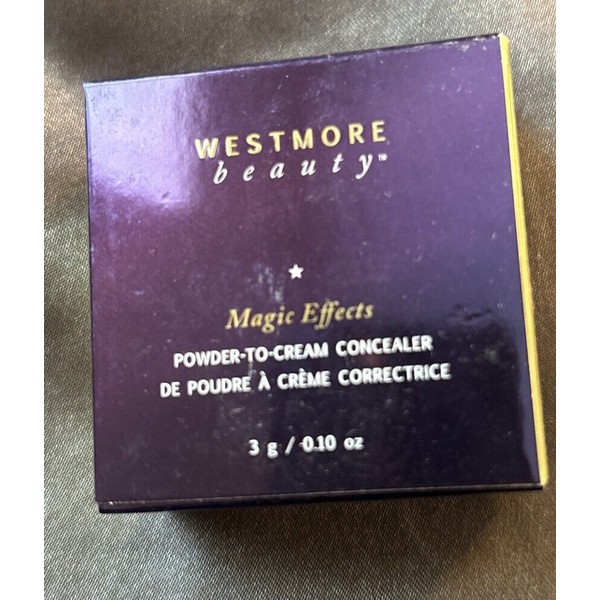 WESTMORE
beauty™
Magic Effects
POWDER-TO-CREAM CONCEALER
DE POUDRE À CRÈME CORRECTRICE
3 g / 0.10 oz